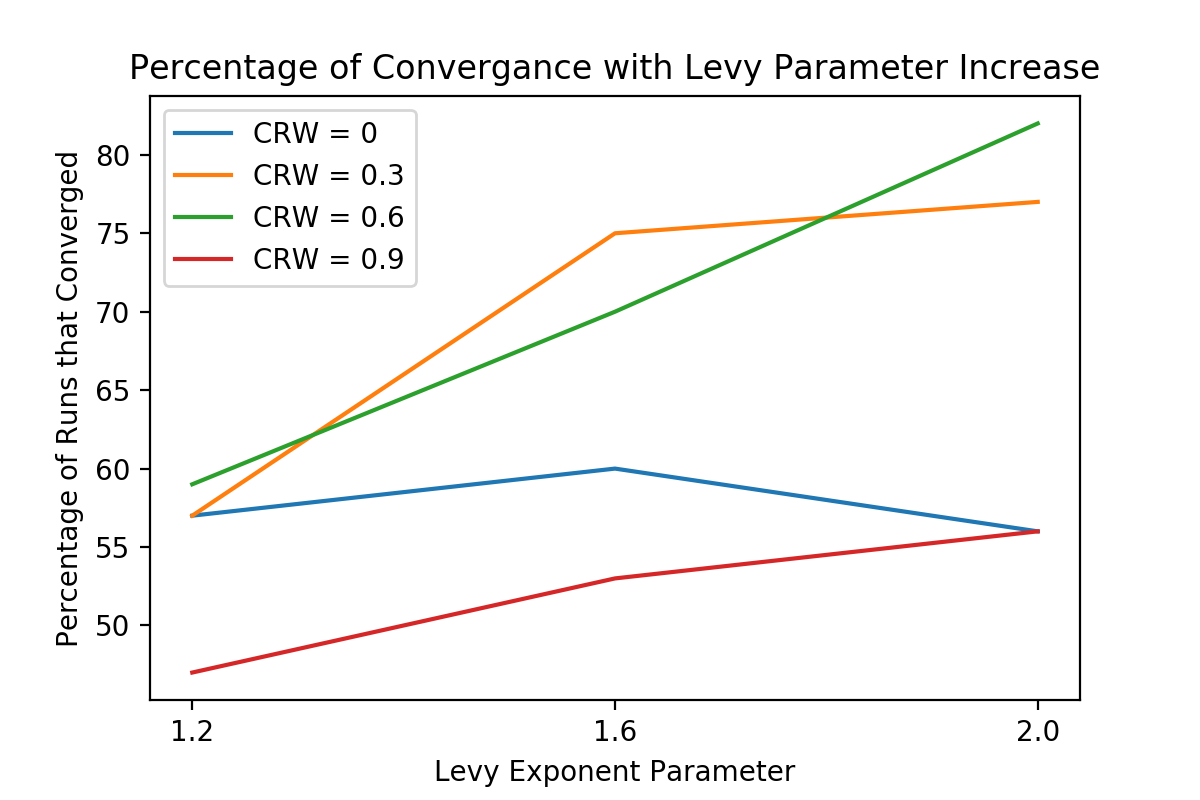 Percentage of Convergance with Levy Parameter Increase
CRW = 0
CRW = 0.3
CRW = 0.6
CRW = 0.9
Percentage of Runs that Converged
80
75
70
65
60
55
50
1.2
1.6
2.0
Levy Exponent Parameter